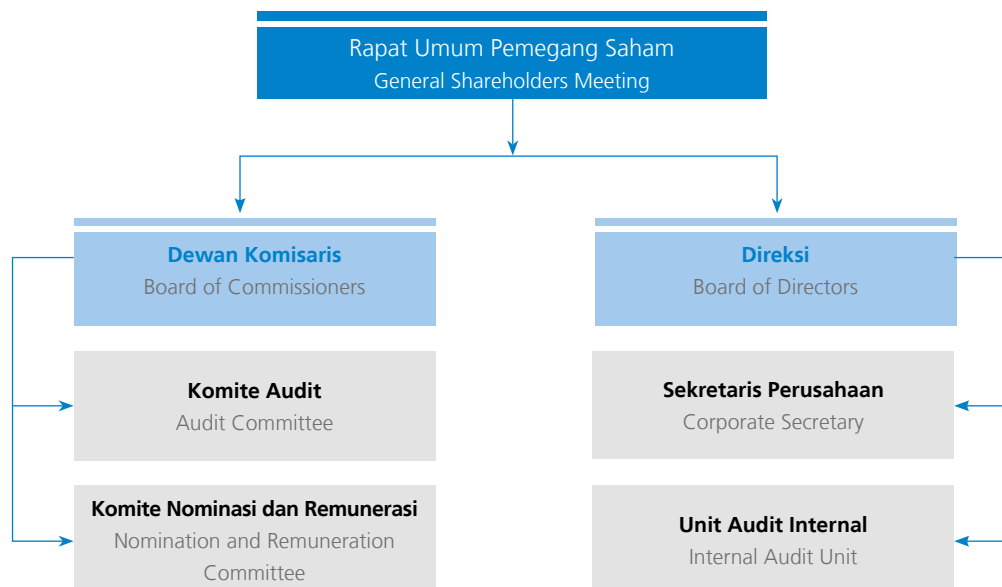 Rapat Umum Pemegang Saham
General Shareholders Meeting
Dewan Komisaris
Board of Commissioners
Direksi
Board of Directors
Komite Audit
Audit Committee
Sekretaris Perusahaan
Corporate Secretary
Komite Nominasi dan Remunerasi
Nomination and Remuneration
Committee
Unit Audit Internal
Internal Audit Unit